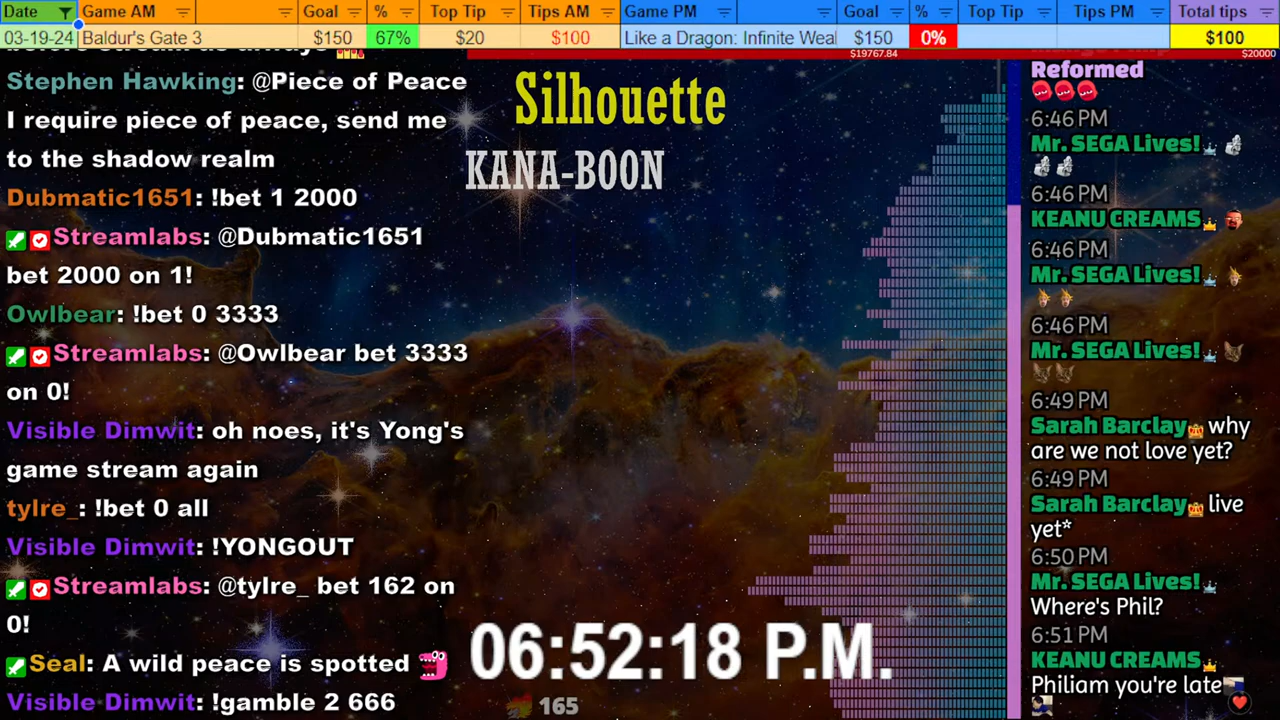 Date Game AM Goal % Top Tip Tips AM Game PM Goal % Top Tip Tips PM Total tips
03-19-24 Baldur's Gate 3 $150 67% $20 $100 Like a Dragon: Infinite Weal $150 0% $100
$19767.84 $20000
Stephen Hawking: @Piece of Peace
I require piece of peace, send me
to the shadow realm
Dubmatic1651: !bet 1 2000
Streamlabs: @Dubmatic1651
bet 2000 on 1!
Owlbear: !bet 0 3333
Streamlabs: @Owlbear bet 3333
on 0!
Visible Dimwit: oh noes, it's Yong's
game stream again
tylre_: !bet 0 all
Visible Dimwit: !YONGOUT
Streamlabs: @tylre_ bet 162 on
0!
Seal: A wild peace is spotted
Visible Dimwit: !gamble 2 666
Silhouette
KANA-BOON
06:52:18 P.M.
165
Reformed
6:46 PM
Mr. SEGA Lives!
6:46 PM
KEANU CREAMS
6:46 PM
Mr. SEGA Lives!
6:46 PM
Mr. SEGA Lives!
6:49 PM
Sarah Barclay why
are we not love yet?
6:49 PM
Sarah Barclay live
yet*
6:50 PM
Mr. SEGA Lives!
Where's Phil?
6:51 PM
KEANU CREAMS
Philiam you're late